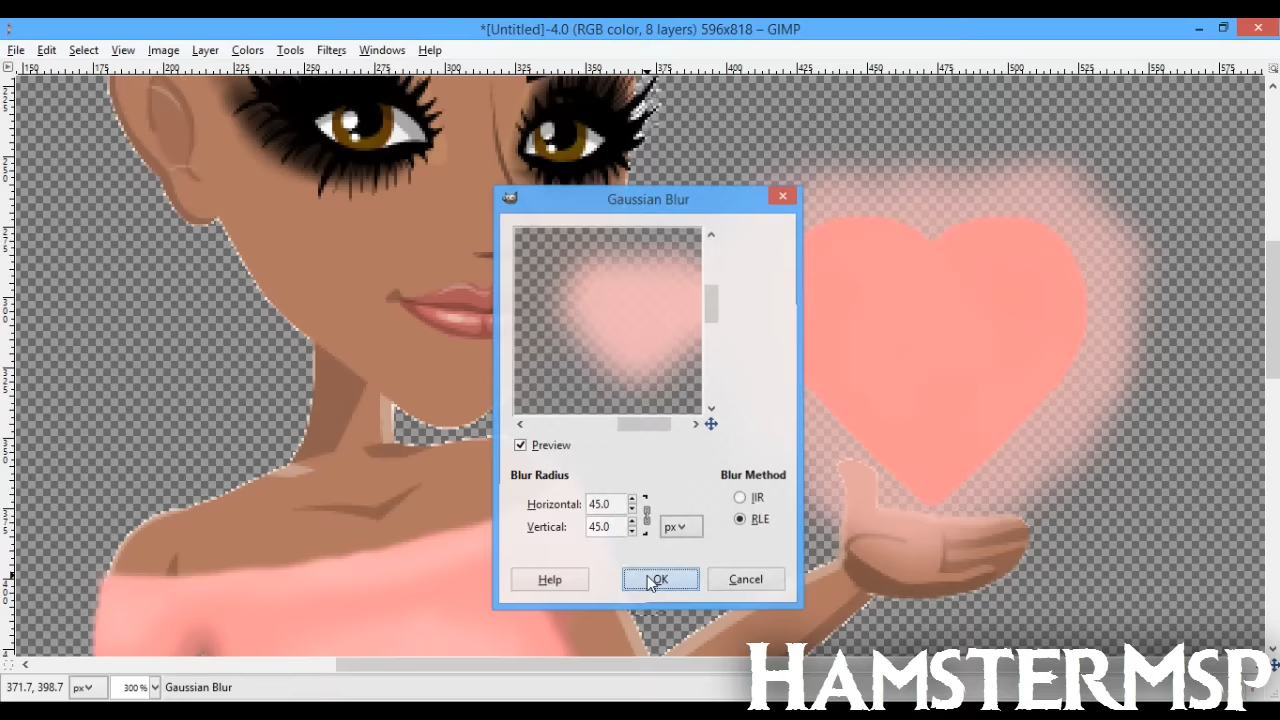 *[Untitled]-4.0 (RGB color, 8 layers) 596x818 – GIMP
File Edit Select View Image Layer Colors Tools Filters Windows Help
150 175 200 225 250 275 300 325 350 375 400 425 450 475 500 525 550 575
Gaussian Blur
Preview
Blur Radius Blur Method
Horizontal: 45.0 IIR
Vertical: 45.0 px RLE
Help OK Cancel
371.7, 398.7 px 300 % Gaussian Blur
HAMSTERMSP